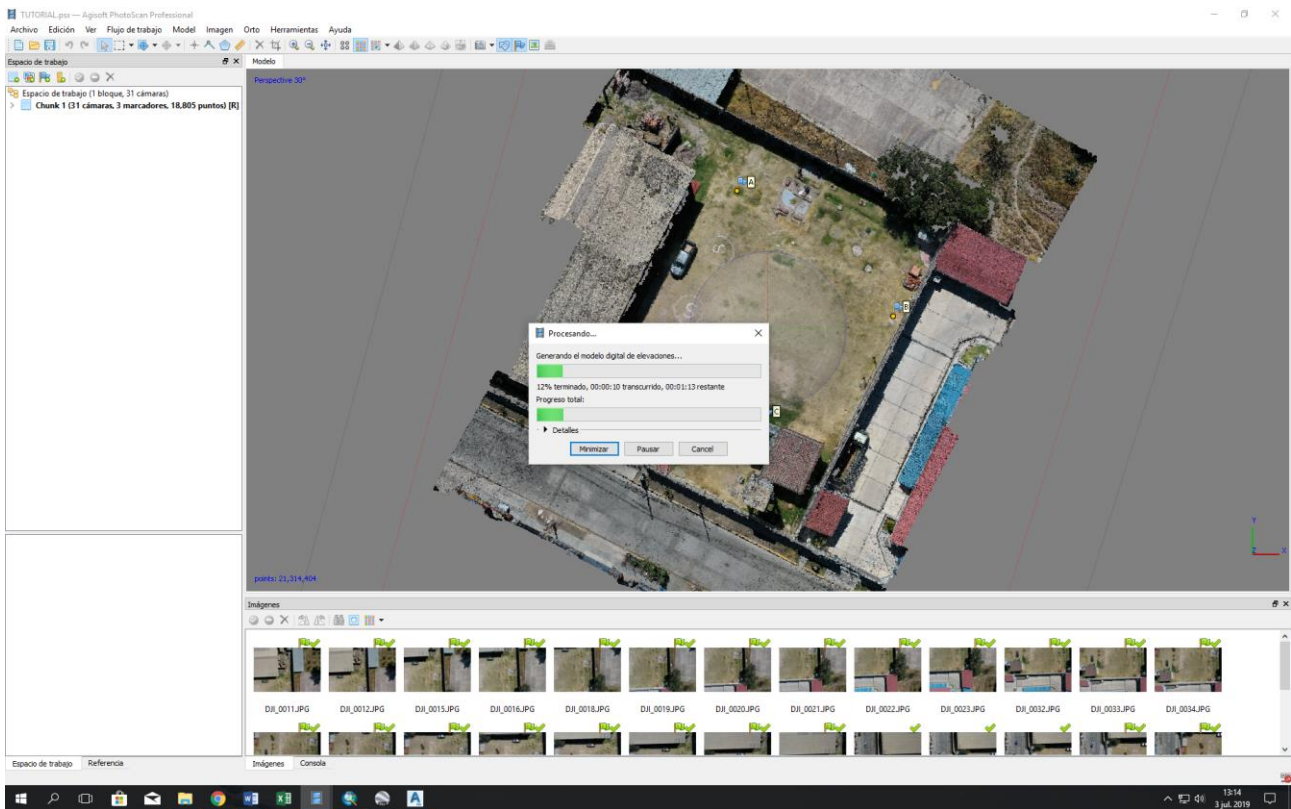 TUTORIAL.psx — Agisoft PhotoScan Professional
Archivo Edición Ver Flujo de trabajo Model Imagen Orto Herramientas Ayuda
Espacio de trabajo
Modelo
Espacio de trabajo (1 bloque, 31 cámaras)
Chunk 1 (31 cámaras, 3 marcadores, 18,805 puntos) [R]
Perspective 30°
A
B
Procesando...
Generando el modelo digital de elevaciones...
12% terminado, 00:00:10 transcurrido, 00:01:13 restante
Progreso total:
C
Detalles
Minimizar Pausar Cancel
Y
Z X
points: 21,314,404
Imágenes
DJI_0011.JPG DJI_0012.JPG DJI_0015.JPG DJI_0016.JPG DJI_0018.JPG DJI_0019.JPG DJI_0020.JPG DJI_0021.JPG DJI_0022.JPG DJI_0023.JPG DJI_0032.JPG DJI_0033.JPG DJI_0034.JPG
Espacio de trabajo Referencia
Imágenes Consola
13:14
3 jul. 2019